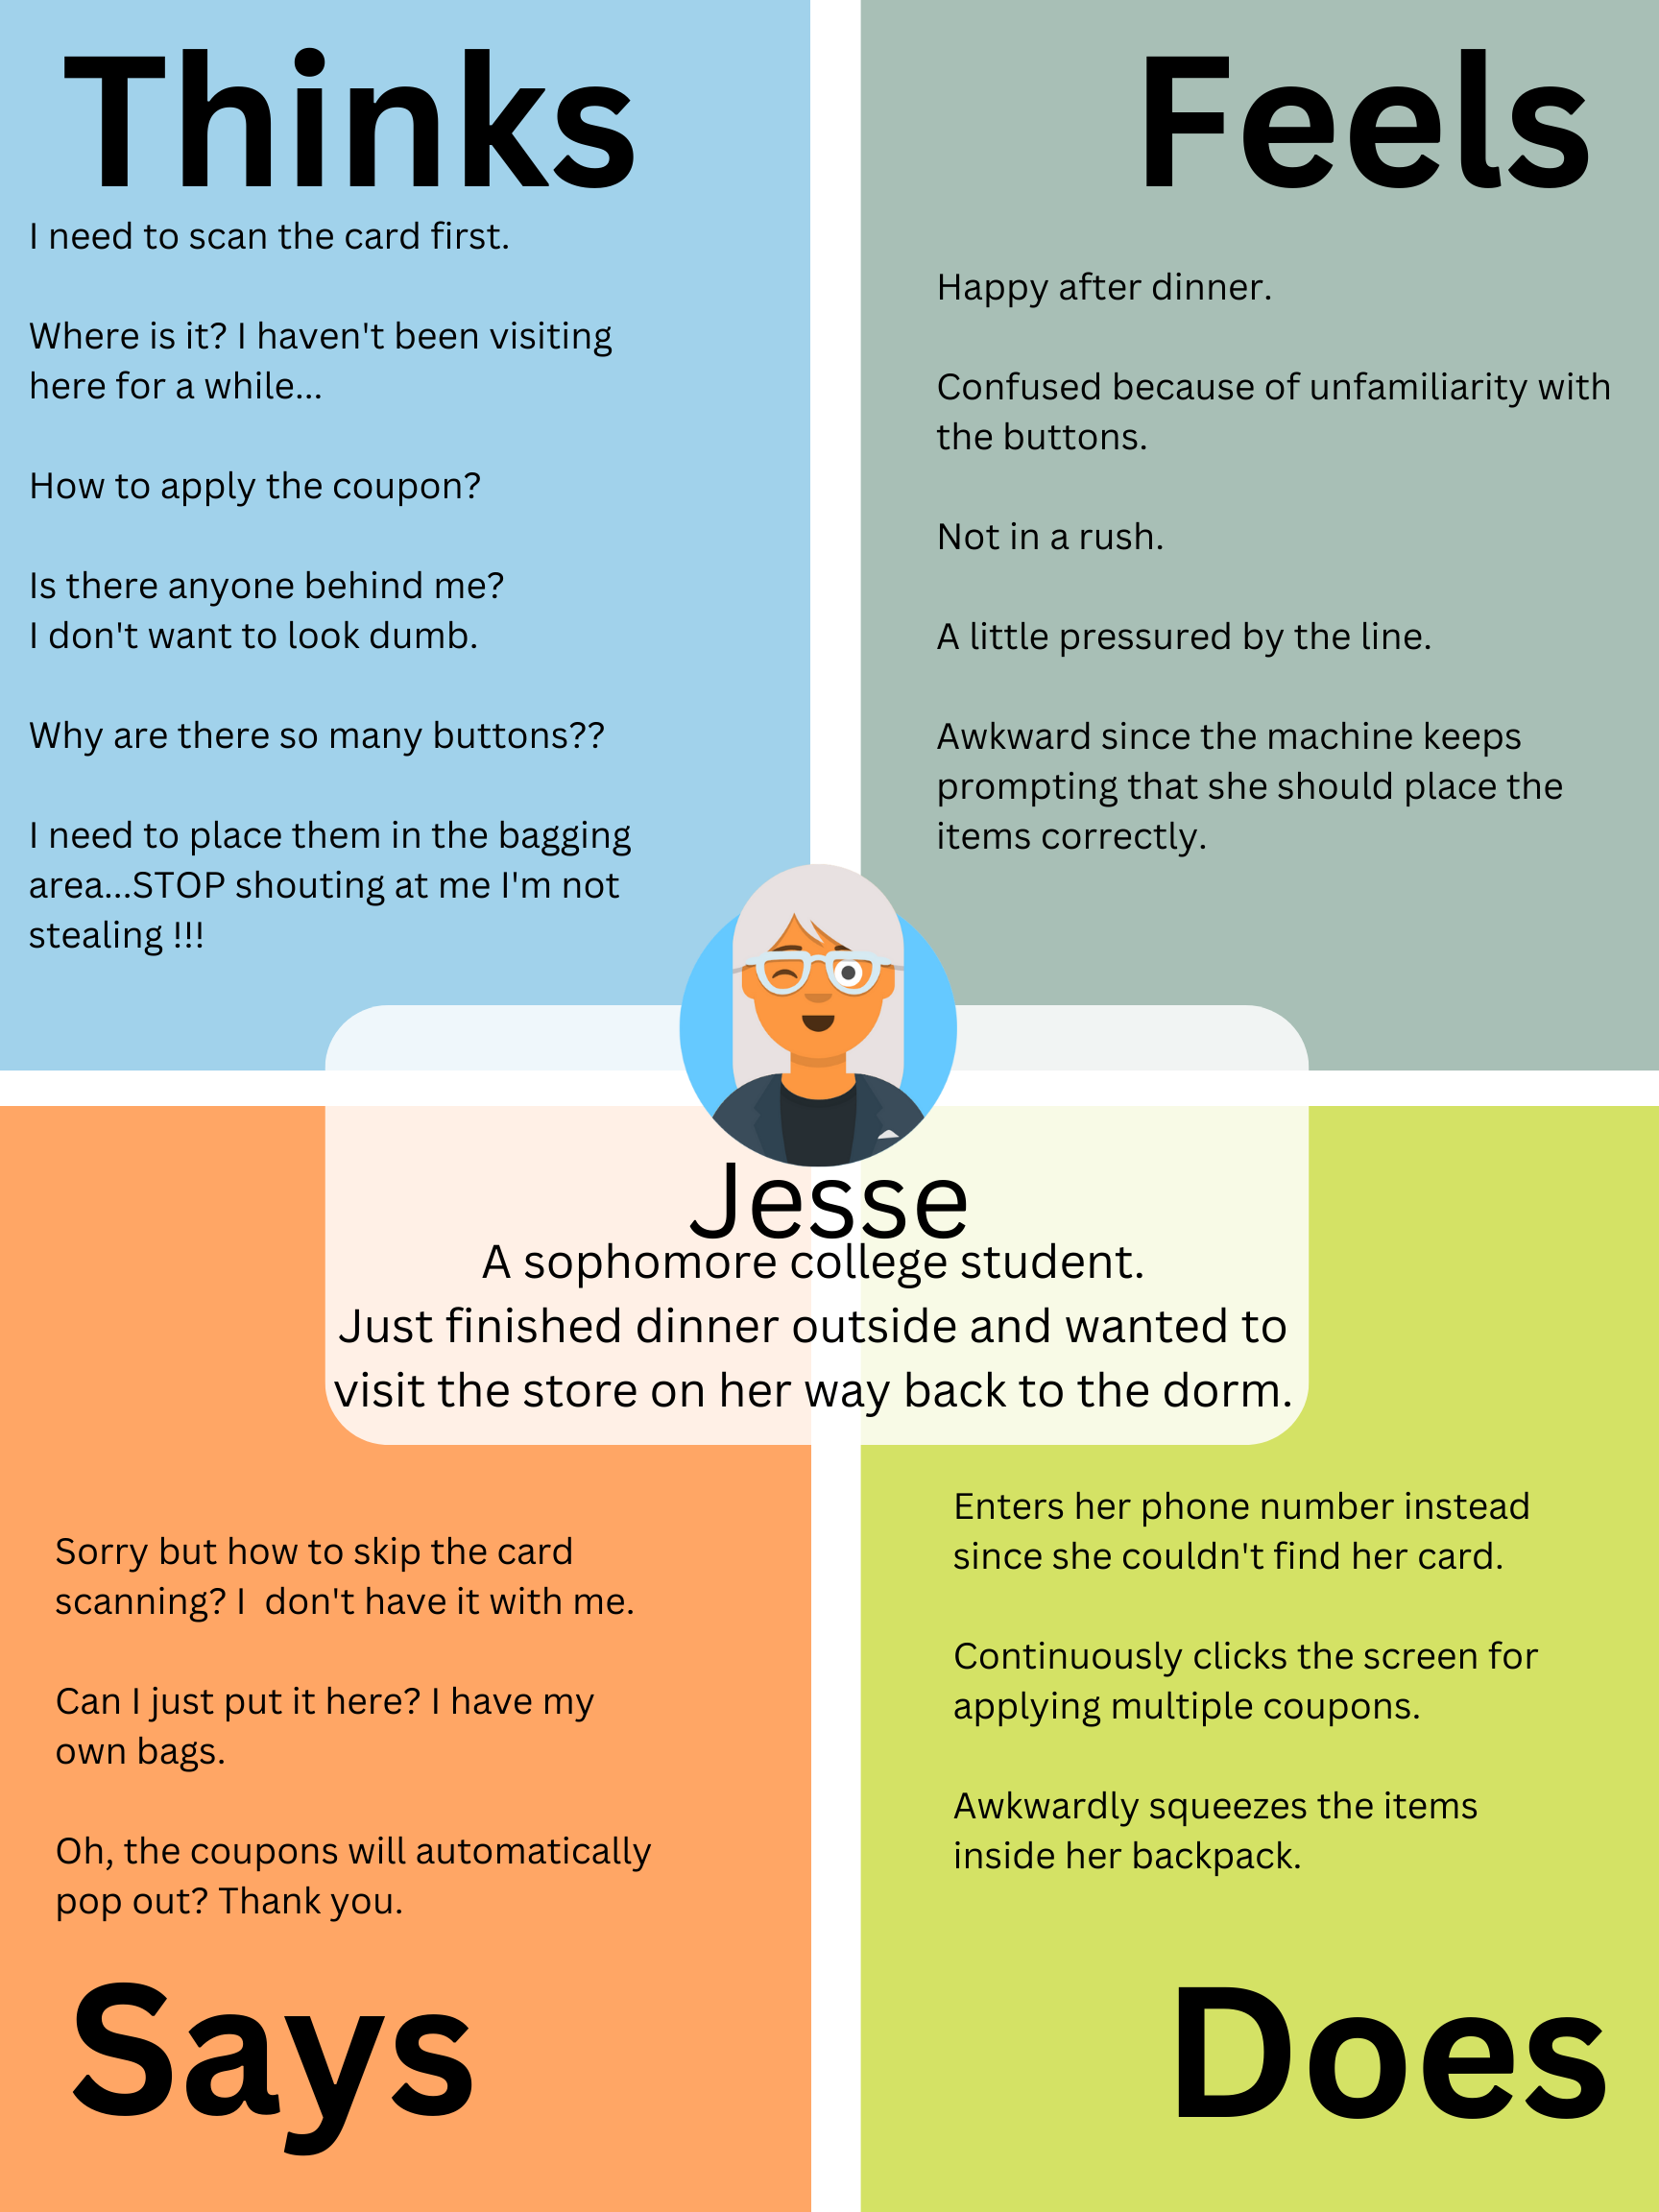 Thinks
I need to scan the card first.
Where is it? I haven't been visiting
here for a while...
How to apply the coupon?
Is there anyone behind me?
I don't want to look dumb.
Why are there so many buttons??
I need to place them in the bagging
area...STOP shouting at me I'm not
stealing !!!
Feels
Happy after dinner.
Confused because of unfamiliarity with
the buttons.
Not in a rush.
A little pressured by the line.
Awkward since the machine keeps
prompting that she should place the
items correctly.
Jesse
A sophomore college student.
Just finished dinner outside and wanted to
visit the store on her way back to the dorm.
Sorry but how to skip the card
scanning? I  don't have it with me.
Can I just put it here? I have my
own bags.
Oh, the coupons will automatically
pop out? Thank you.
Says
Enters her phone number instead
since she couldn't find her card.
Continuously clicks the screen for
applying multiple coupons.
Awkwardly squeezes the items
inside her backpack.
Does